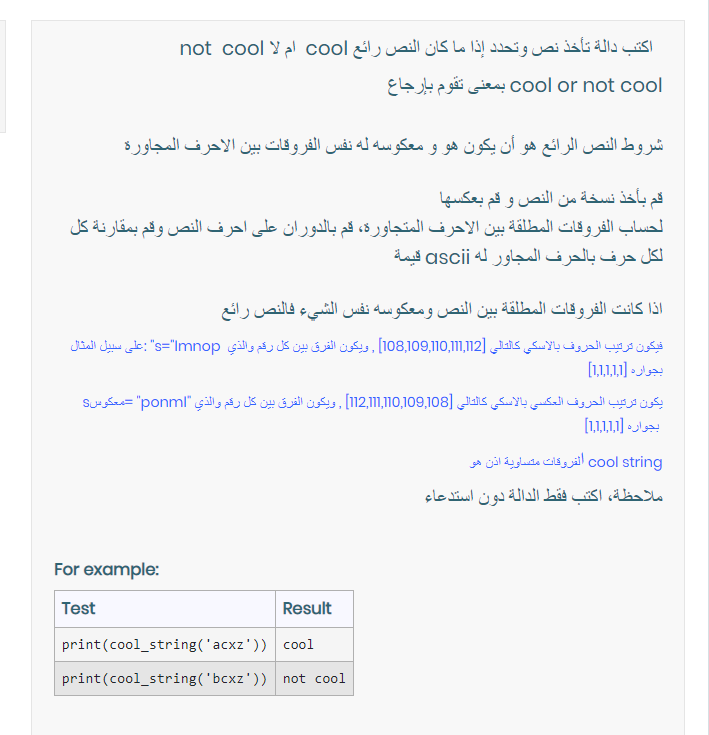 اكتب دالة تأخذ نص وتحدد إذا ما كان النص رائع cool ام لا not cool
cool or not cool بمعنى تقوم بإرجاع
شروط النص الرائع هو أن يكون هو و معكوسه له نفس الفروقات بين الاحرف المجاورة
قم بأخذ نسخة من النص و قم بعكسها
لحساب الفروقات المطلقة بين الاحرف المتجاورة، قم بالدوران على احرف النص وقم بمقارنة كل
لكل حرف بالحرف المجاور له ascii قيمة
اذا كانت الفروقات المطلقة بين النص ومعكوسه نفس الشيء فالنص رائع
فيكون ترتيب الحروف بالاسكي كالتالي [108,109,110,111,112] , ويكون الفرق بين كل رقم والذي s="lmnop" :على سبيل المثال
بجواره [1,1,1,1,1]
يكون ترتيب الحروف العكسي بالاسكي كالتالي [112,111,110,109,108] , ويكون الفرق بين كل رقم والذي "ponml" =معكوسs
بجواره [1,1,1,1,1]
cool string ألفروقات متساوية اذن هو
ملاحظة، اكتب فقط الدالة دون استدعاء
For example:
Test Result
print(cool_string('acxz')) cool
print(cool_string('bcxz')) not cool